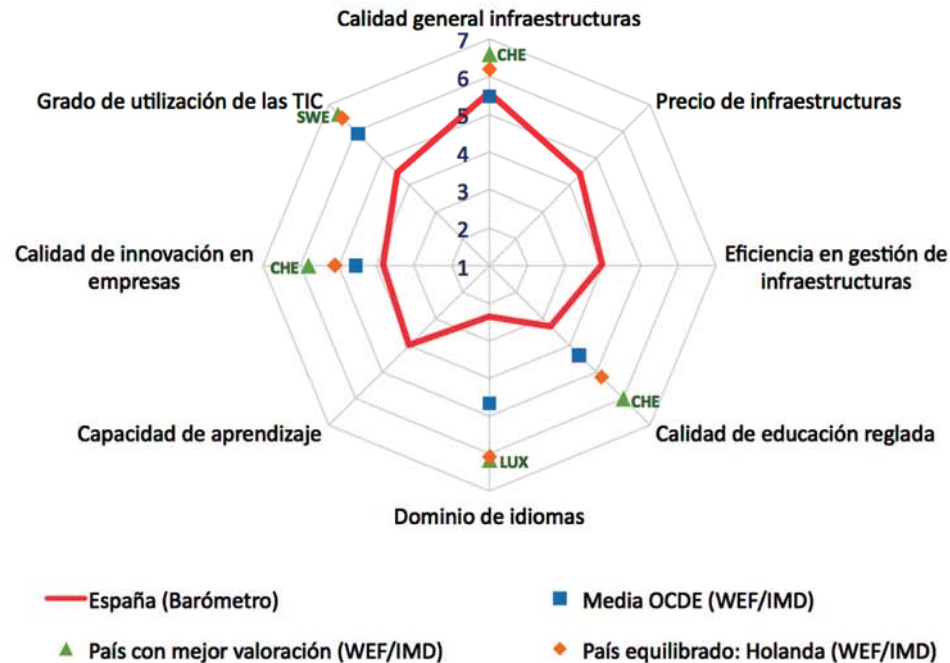 Calidad general infraestructuras
7
CHE
6
Grado de utilización de las TIC
Precio de infraestructuras
SWE
5
4
3
2
Calidad de innovación en
empresas
CHE
1
Eficiencia en gestión de
infraestructuras
CHE
Capacidad de aprendizaje
Calidad de educación reglada
LUX
Dominio de idiomas
España (Barómetro)
Media OCDE (WEF/IMD)
País con mejor valoración (WEF/IMD)
País equilibrado: Holanda (WEF/IMD)